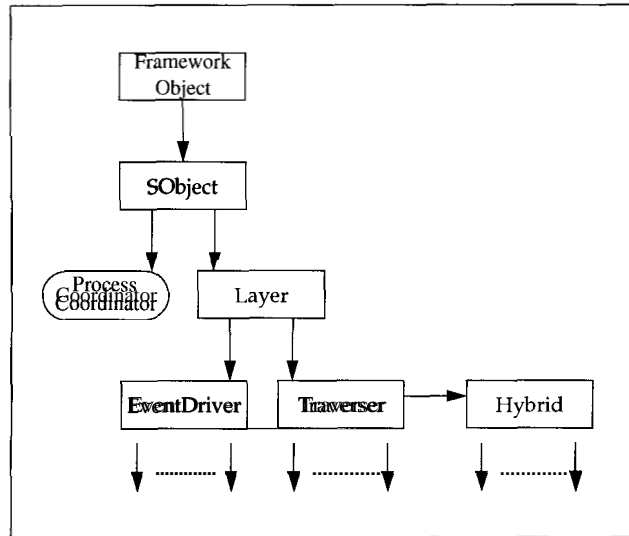 Framework
Object
SObject
Process
Coordinator
Layer
EventDriver
Traverser
Hybrid